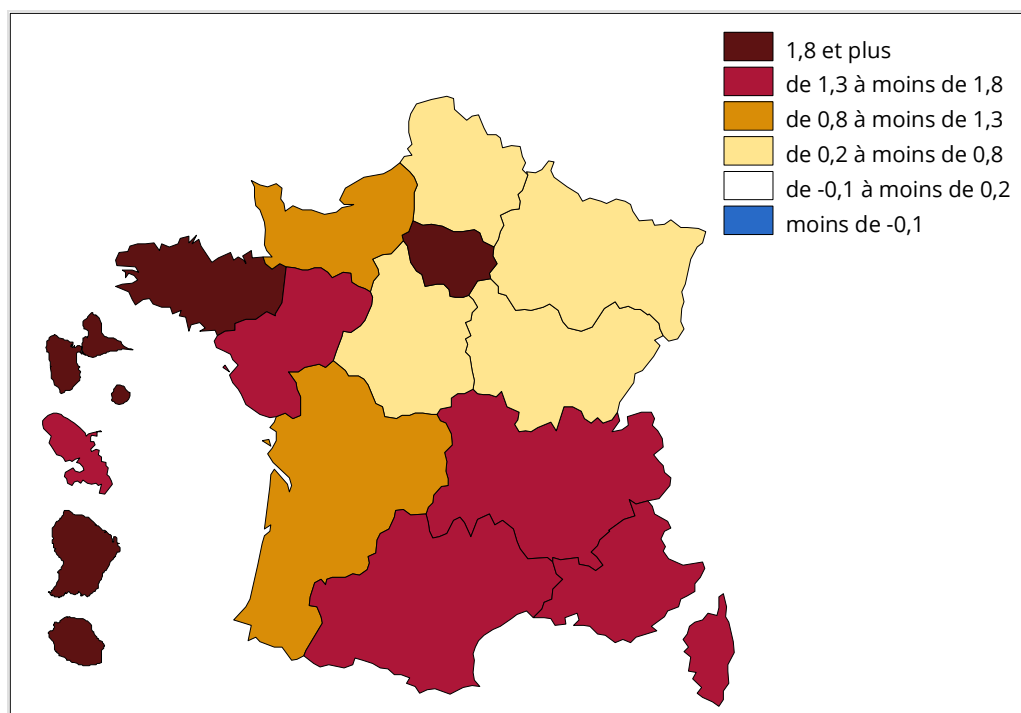 1,8 et plus
de 1,3 à moins de 1,8
de 0,8 à moins de 1,3
de 0,2 à moins de 0,8
de -0,1 à moins de 0,2
moins de -0,1